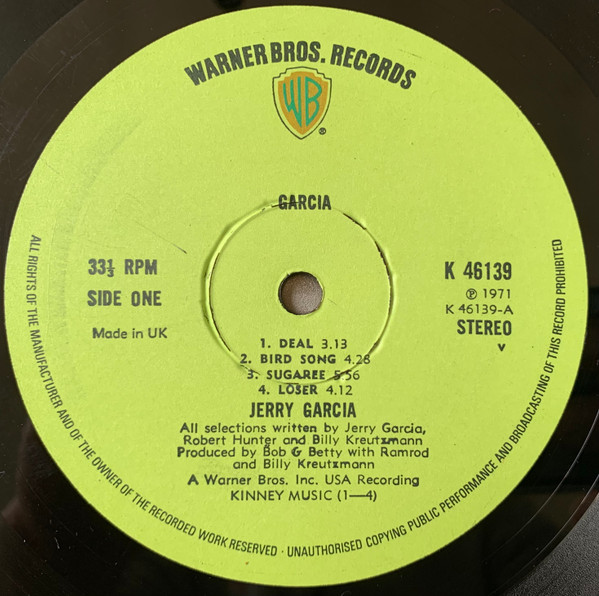 WARNER BROS. RECORDS
WB
®
GARCIA
33⅓ RPM
SIDE ONE
Made in UK
K 46139
℗ 1971
K 46139-A
STEREO
v
1. DEAL 3.13
2. BIRD SONG 4.28
3. SUGAREE 5.56
4. LOSER 4.12
JERRY GARCIA
All selections written by Jerry Garcia,
Robert Hunter and Billy Kreutzmann
Produced by Bob & Betty with Ramrod
and Billy Kreutzmann
A Warner Bros. Inc. USA Recording
KINNEY MUSIC (1—4)
ALL RIGHTS OF THE MANUFACTURER AND OF THE OWNER OF THE RECORDED WORK RESERVED · UNAUTHORISED COPYING PUBLIC PERFORMANCE AND BROADCASTING OF THIS RECORD PROHIBITED